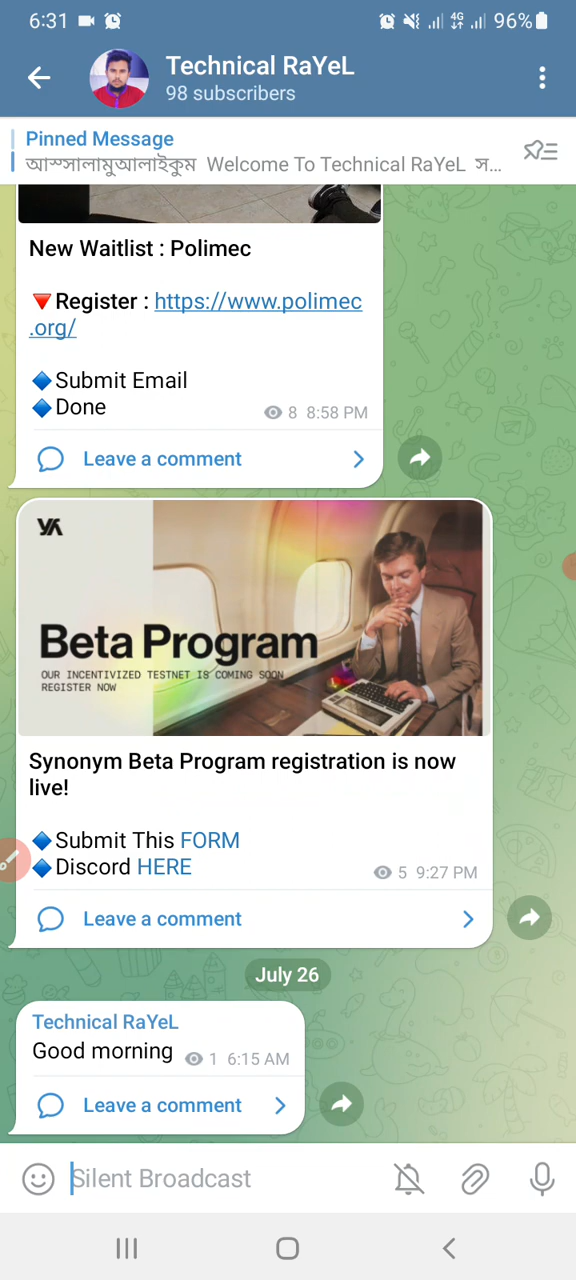 6:31
4G
96%
Technical RaYeL
98 subscribers
Pinned Message
আস্সালামুআলাইকুম Welcome To Technical RaYeL স...
New Waitlist : Polimec
Register : https://www.polimec
.org/
Submit Email
Done
8 8:58 PM
Leave a comment
Beta Program
OUR INCENTIVIZED TESTNET IS COMING SOON
REGISTER NOW
Synonym Beta Program registration is now
live!
Submit This FORM
Discord HERE
5 9:27 PM
Leave a comment
July 26
Technical RaYeL
Good morning
1 6:15 AM
Leave a comment
Silent Broadcast